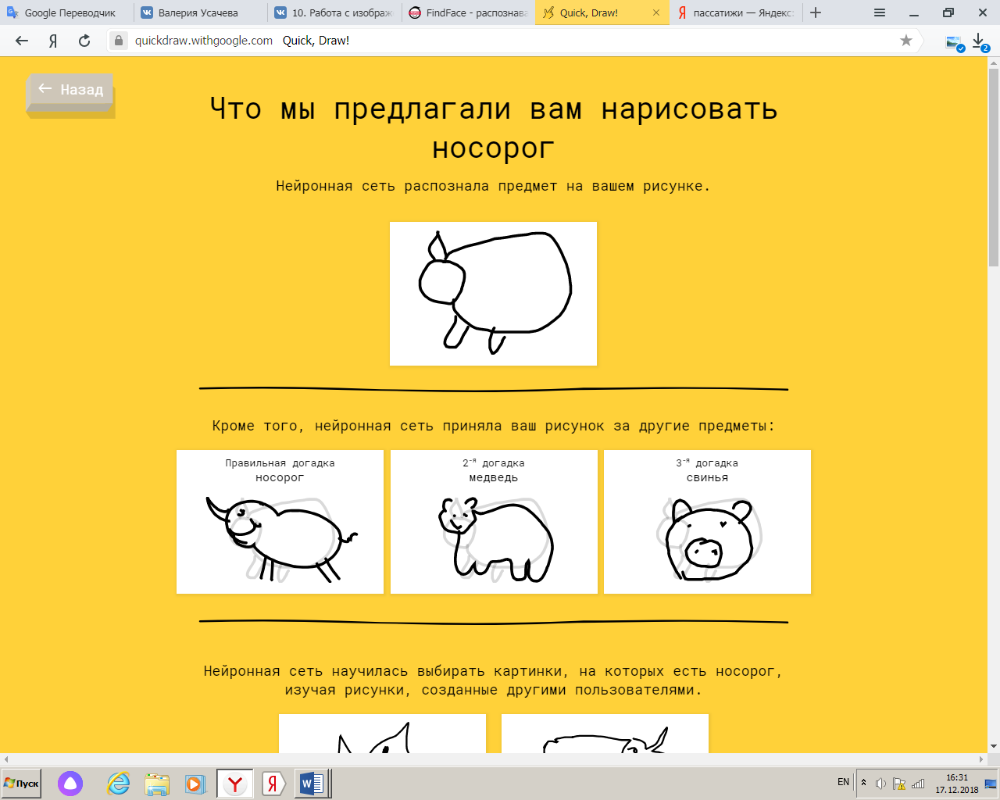 Google Переводчик
Валерия Усачева
10. Работа с изображ
FindFace - распознава
Quick, Draw!
пассатижи — Яндекс:
quickdraw.withgoogle.com Quick, Draw!
2
← Назад
Что мы предлагали вам нарисовать
носорог
Нейронная сеть распознала предмет на вашем рисунке.
Кроме того, нейронная сеть приняла ваш рисунок за другие предметы:
Правильная догадка
носорог
2-я догадка
медведь
3-я догадка
свинья
Нейронная сеть научилась выбирать картинки, на которых есть носорог,
изучая рисунки, созданные другими пользователями.
Пуск
EN
16:31
17.12.2018